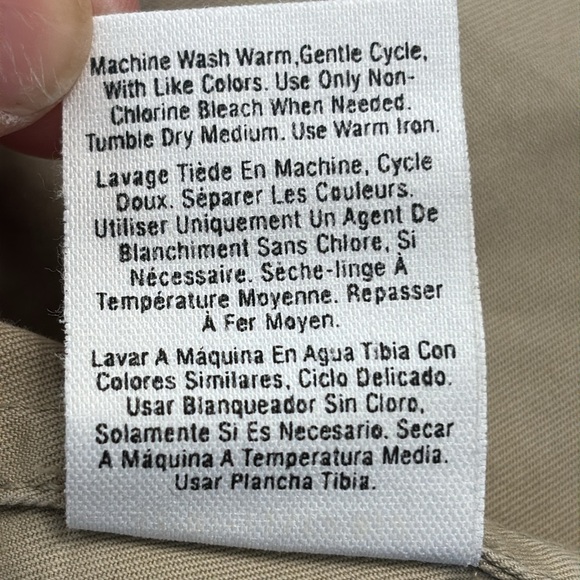 Machine Wash Warm,Gentle Cycle,
With Like Colors. Use Only Non-
Chlorine Bleach When Needed.
Tumble Dry Medium. Use Warm Iron.
Lavage Tiède En Machine, Cycle
Doux. Séparer Les Couleurs.
Utiliser Uniquement Un Agent De
Blanchiment Sans Chlore, Si
Nécessaire. Sèche-linge À
Température Moyenne. Repasser
À Fer Moyen.
Lavar A Máquina En Agua Tibia Con
Colores Similares, Ciclo Delicado.
Usar Blanqueador Sin Cloro,
Solamente Si Es Necesario. Secar
A Máquina A Temperatura Media.
Usar Plancha Tibia.